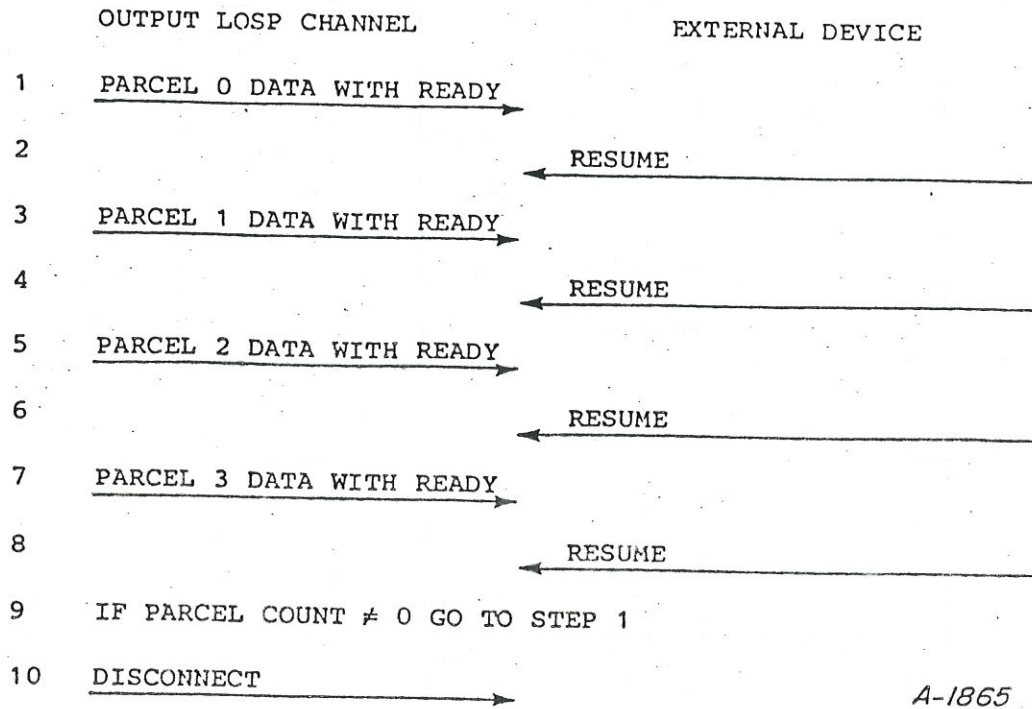 OUTPUT LOSP CHANNEL EXTERNAL DEVICE
1 PARCEL 0 DATA WITH READY
2 RESUME
3 PARCEL 1 DATA WITH READY
4 RESUME
5 PARCEL 2 DATA WITH READY
6 RESUME
7 PARCEL 3 DATA WITH READY
8 RESUME
9 IF PARCEL COUNT ≠ 0 GO TO STEP 1
10 DISCONNECT
A-1865